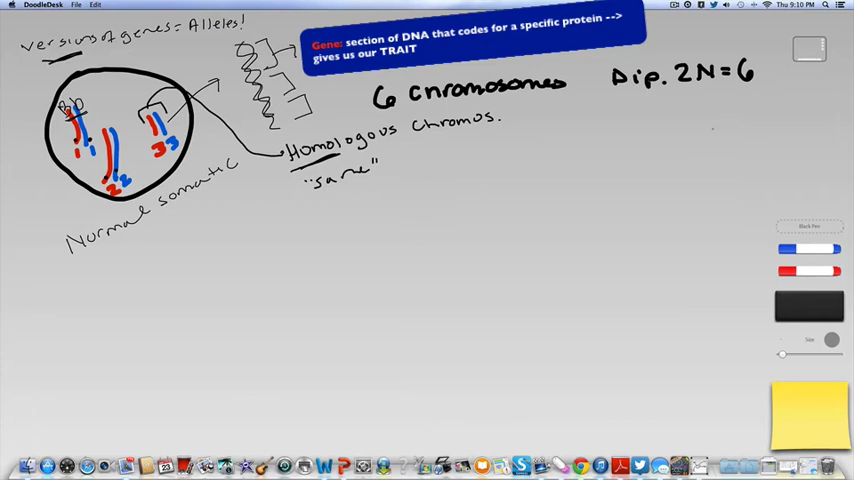 DoodleDesk File Edit
Thu 9:10 PM
versions of genes = Alleles!
Gene: section of DNA that codes for a specific protein -->
gives us our TRAIT
6 chromosomes
Dip. 2N=6
B b
1 1
2 2
3 3
Homologous chromos.
"same"
Normal somatic
Black Pen
Size
23